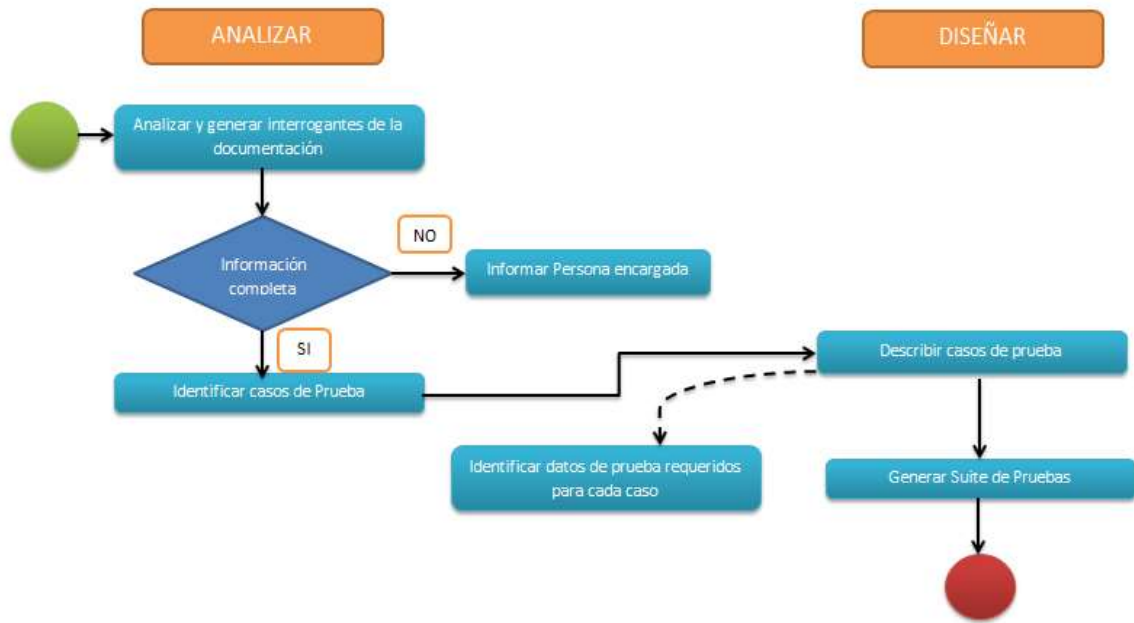 ANALIZAR
DISEÑAR
Analizar y generar interrogantes de la
documentación
NO
Información
completa
Informar Persona encargada
SI
Describir casos de prueba
Identificar casos de Prueba
Identificar datos de prueba requeridos
para cada caso
Generar Suite de Pruebas